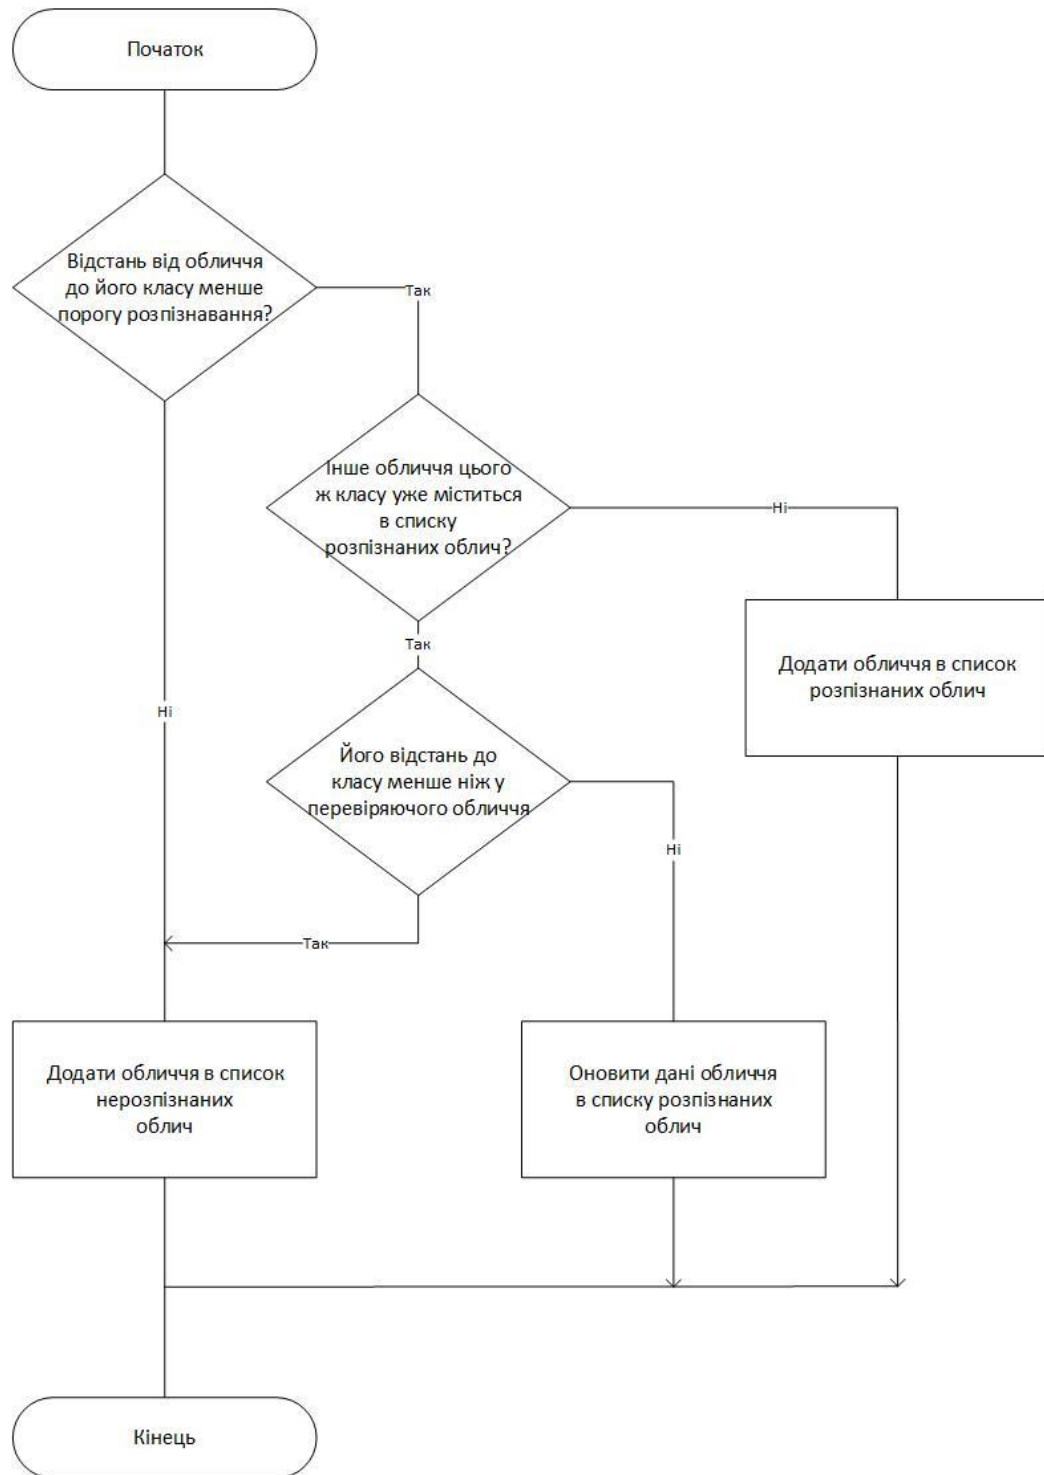 Початок
Відстань від обличчя
до його класу менше
порогу розпізнавання?
Так
Інше обличчя цього
ж класу уже міститься
в списку
розпізнаних облич?
Ні
Так
Додати обличчя в список
розпізнаних облич
Ні
Його відстань до
класу менше ніж у
перевіряючого обличчя
Ні
Так
Додати обличчя в список
нерозпізнаних
облич
Оновити дані обличчя
в списку розпізнаних
облич
Кінець